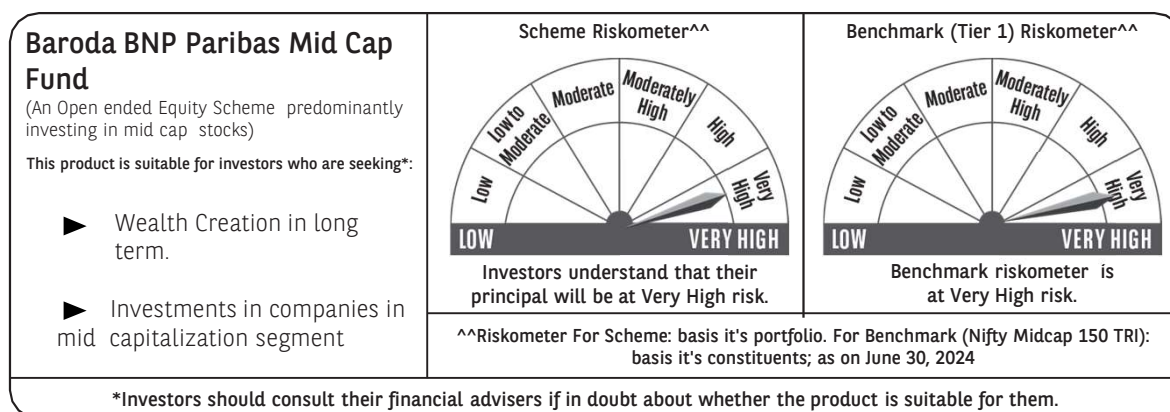 Baroda BNP Paribas Mid Cap
Fund
(An Open ended Equity Scheme predominantly
investing in mid cap stocks)
This product is suitable for investors who are seeking*:
► Wealth Creation in long
term.
► Investments in companies in
mid capitalization segment
Scheme Riskometer^^
Low
Low to
Moderate
Moderate
Moderately
High
High
Very
High
LOW VERY HIGH
Investors understand that their
principal will be at Very High risk.
Benchmark (Tier 1) Riskometer^^
Low
Low to
Moderate
Moderate
Moderately
High
High
Very
High
LOW VERY HIGH
Benchmark riskometer is
at Very High risk.
^^Riskometer For Scheme: basis it's portfolio. For Benchmark (Nifty Midcap 150 TRI):
basis it's constituents; as on June 30, 2024
*Investors should consult their financial advisers if in doubt about whether the product is suitable for them.